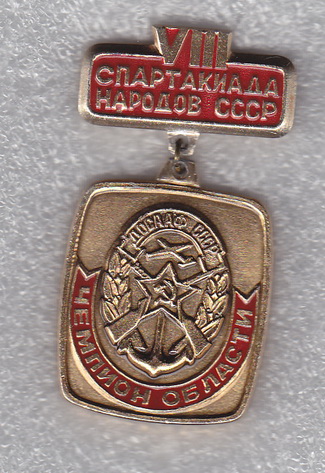 VIII
СПАРТАКИАДА
НАРОДОВ СССР
ДОСААФ СССР
ЧЕМПИОН ОБЛАСТИ